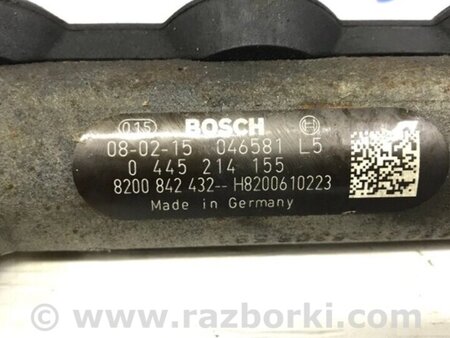 015 BOSCH
08-02-15 046581 L5
0 445 214 155
8200 842 432-- H8200610223
Made in Germany
© www.razborki.com